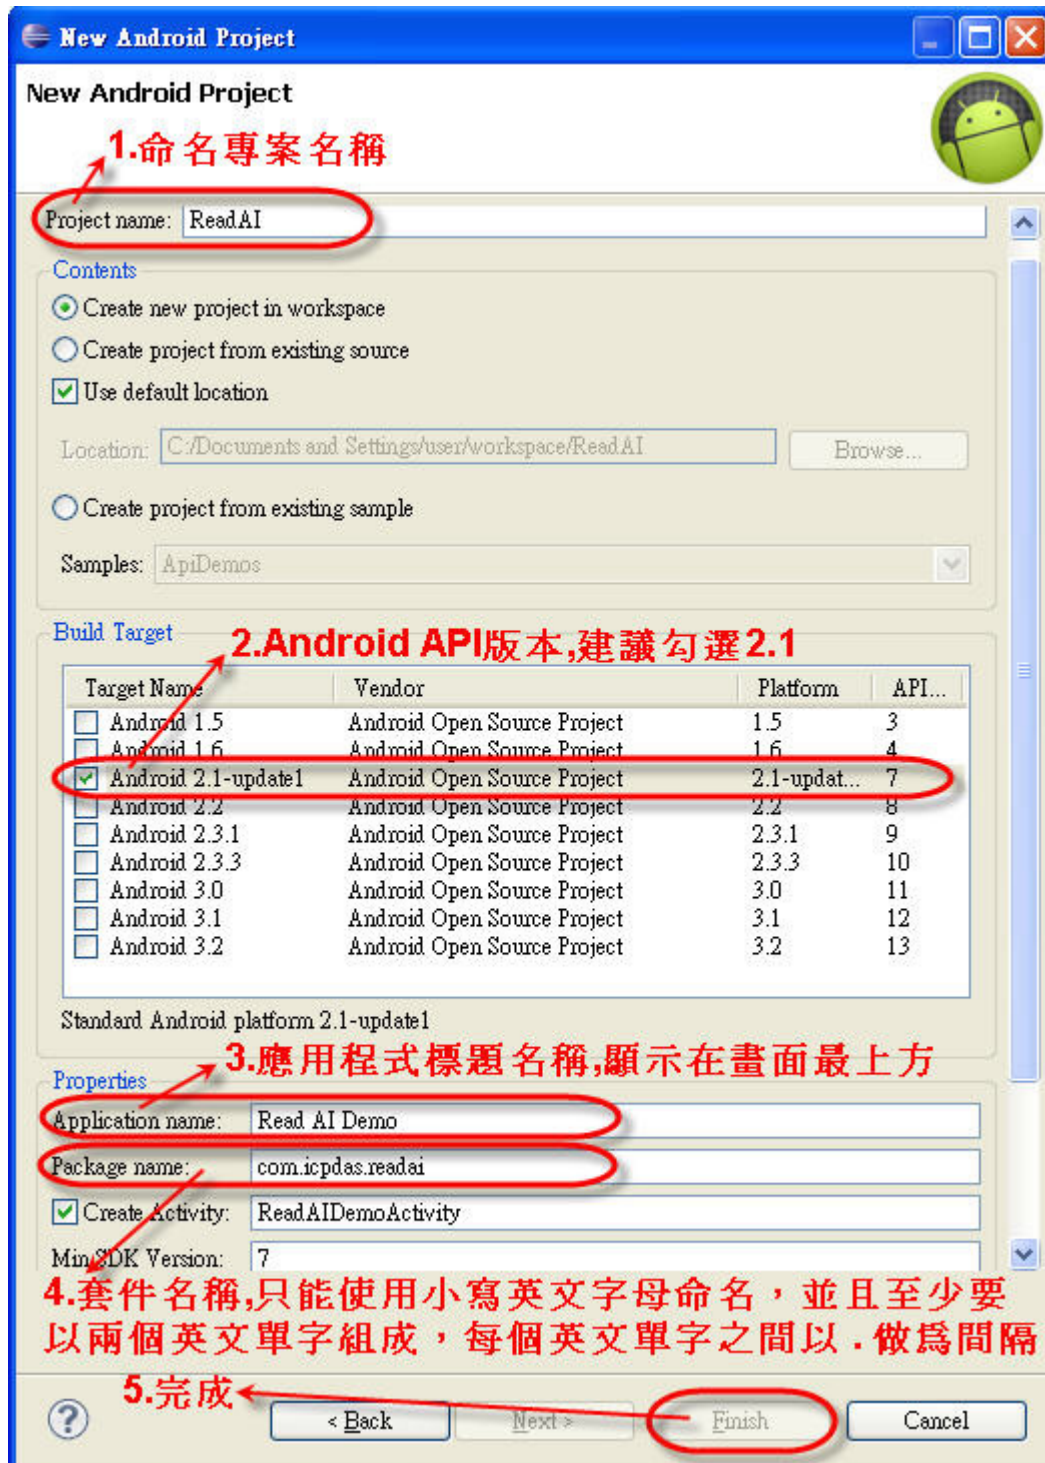 New Android Project
New Android Project
1.命名專案名稱
Project name: ReadAI
Contents
Create new project in workspace
Create project from existing source
Use default location
Location: C:/Documents and Settings/user/workspace/ReadAI Browse...
Create project from existing sample
Samples: ApiDemos
Build Target
2.Android API版本,建議勾選2.1
Target Name Vendor Platform API...
Android 1.5 Android Open Source Project 1.5 3
Android 1.6 Android Open Source Project 1.6 4
Android 2.1-update1 Android Open Source Project 2.1-updat... 7
Android 2.2 Android Open Source Project 2.2 8
Android 2.3.1 Android Open Source Project 2.3.1 9
Android 2.3.3 Android Open Source Project 2.3.3 10
Android 3.0 Android Open Source Project 3.0 11
Android 3.1 Android Open Source Project 3.1 12
Android 3.2 Android Open Source Project 3.2 13
Standard Android platform 2.1-update1
3.應用程式標題名稱,顯示在畫面最上方
Properties
Application name: Read AI Demo
Package name: com.icpdas.readai
Create Activity: ReadAIDemoActivity
Min SDK Version: 7
4.套件名稱,只能使用小寫英文字母命名，並且至少要
以兩個英文單字組成，每個英文單字之間以 . 做為間隔
5.完成
? < Back Next > Finish Cancel